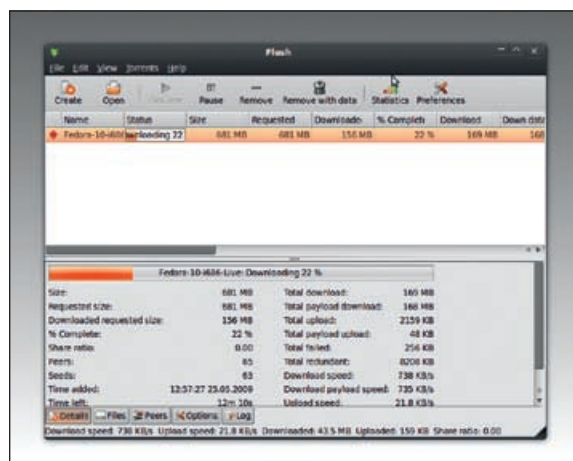 Flush
File Edit View Torrents Help
Create Open Pause Remove Remove with data Statistics Preferences
Name Status Size Requested % Complete Download
Fedora-10-i686 nloading 22 681 MB 681 MB 156 MB 22 % 169 MB 168
Fedora-10-i686-Live: Downloading 22 %
Size: 681 MB Total download: 169 MB
Requested size: 681 MB Total payload download: 168 MB
Downloaded requested size: 156 MB Total upload: 2159 KB
% Complete: 22 % Total payload upload: 48 KB
Share ratio: 0.00 Total failed: 256 KB
Peers: 65 Total redundant: 8208 KB
Seeds: 63 Download speed: 738 KB/s
Time added: 12:57:27 25.05.2009 Download payload speed: 735 KB/s
Time left: 12m 10s Upload speed: 21.8 KB/s
Details Files Peers Options Log
Download speed: 738 KB/s Upload speed: 21.8 KB/s Downloaded: 43.5 MB Uploaded: 159 KB Share ratio: 0.00